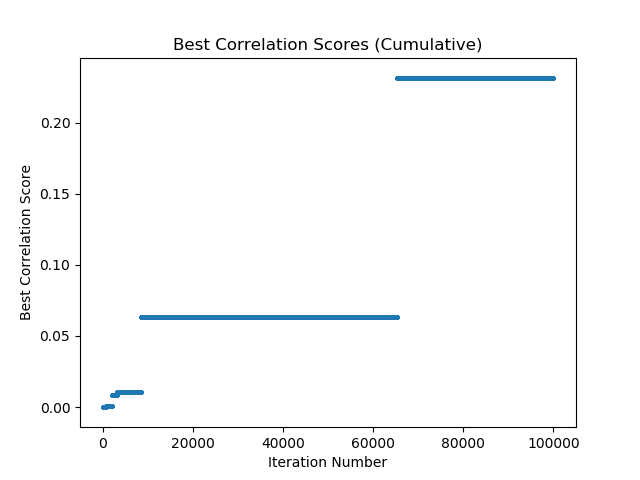 Best Correlation Scores (Cumulative)
Best Correlation Score
0.20
0.15
0.10
0.05
0.00
0 20000 40000 60000 80000 100000
Iteration Number